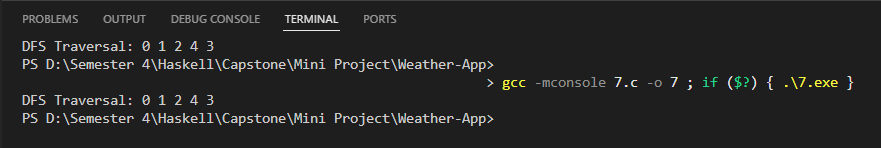 PROBLEMS OUTPUT DEBUG CONSOLE TERMINAL PORTS
DFS Traversal: 0 1 2 4 3
PS D:\Semester 4\Haskell\Capstone\Mini Project\Weather-App>
> gcc -mconsole 7.c -o 7 ; if ($?) { .\7.exe }
DFS Traversal: 0 1 2 4 3
PS D:\Semester 4\Haskell\Capstone\Mini Project\Weather-App>